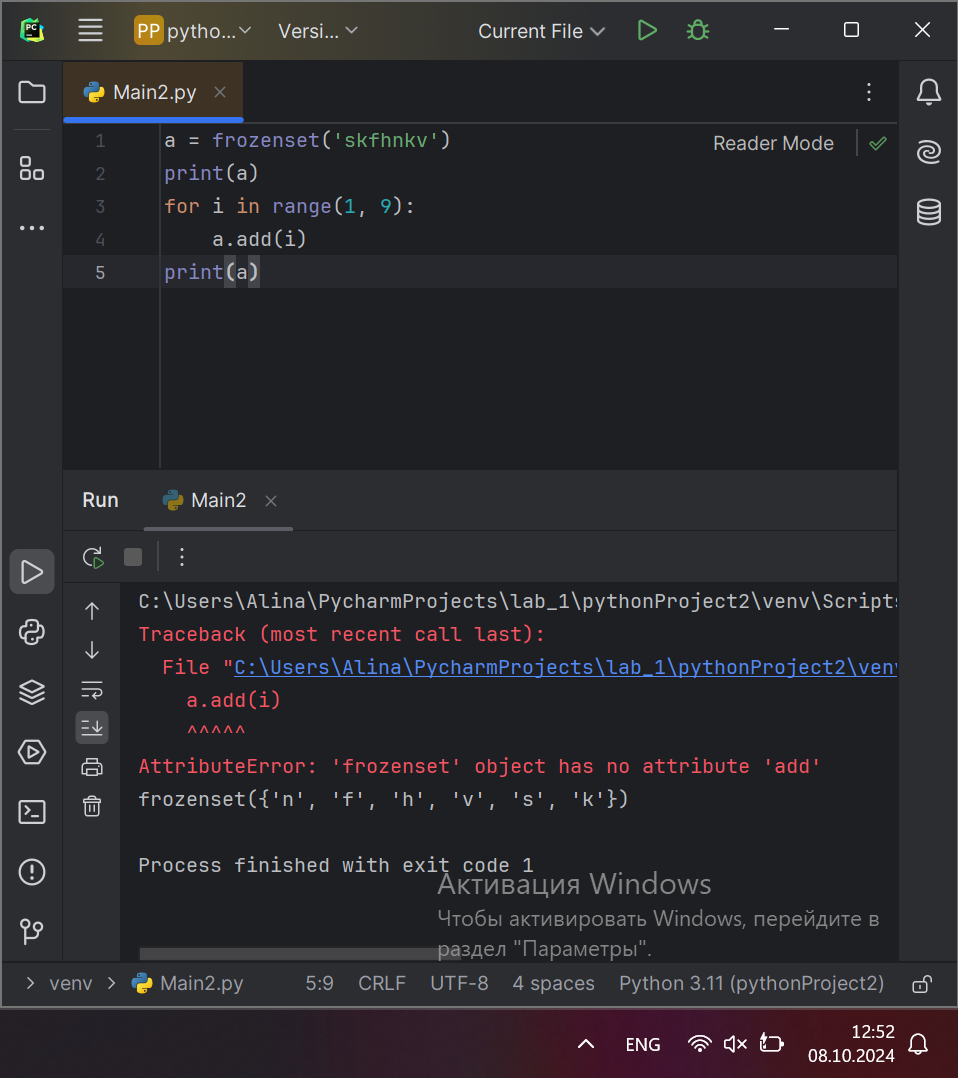 PC
PP pytho... Versi... Current File
Main2.py
Reader Mode
1 a = frozenset('skfhnkv')
2 print(a)
3 for i in range(1, 9):
4     a.add(i)
5 print(a)
Run Main2
C:\Users\Alina\PycharmProjects\lab_1\pythonProject2\venv\Scripts
Traceback (most recent call last):
  File "C:\Users\Alina\PycharmProjects\lab_1\pythonProject2\venv
    a.add(i)
    ^^^^^
AttributeError: 'frozenset' object has no attribute 'add'
frozenset({'n', 'f', 'h', 'v', 's', 'k'})
Process finished with exit code 1
Активация Windows
Чтобы активировать Windows, перейдите в
раздел "Параметры".
venv > Main2.py 5:9 CRLF UTF-8 4 spaces Python 3.11 (pythonProject2)
ENG 12:52
08.10.2024